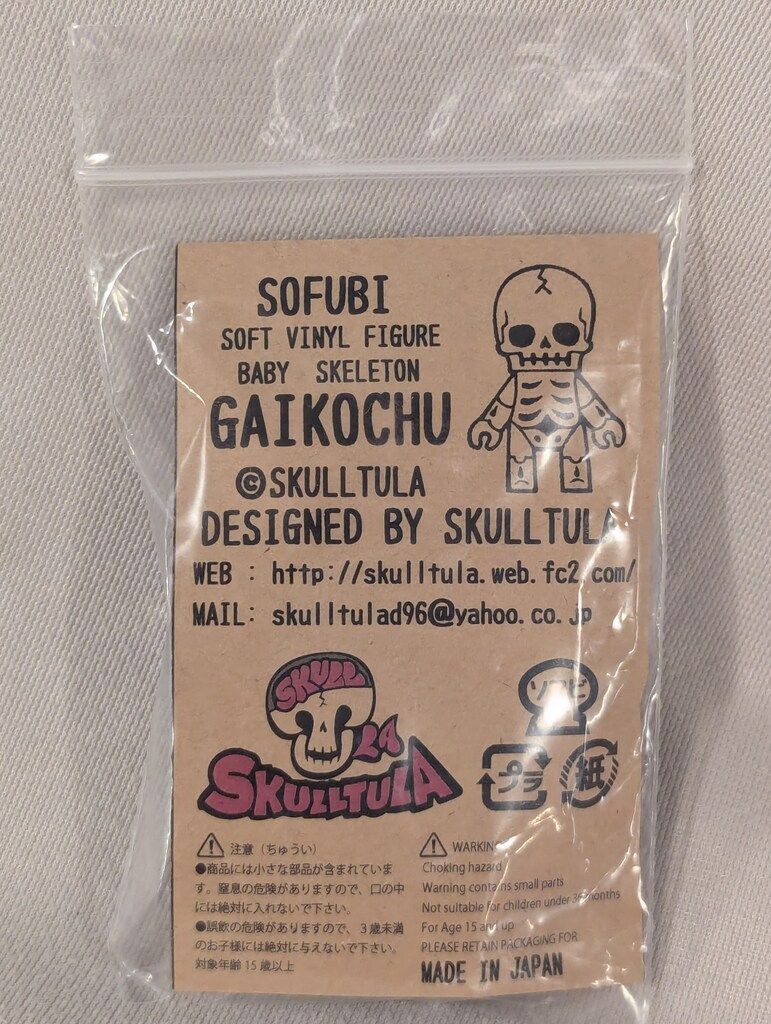 SOFUBI
SOFT VINYL FIGURE
BABY SKELETON
GAIKOCHU
©SKULLTULA
DESIGNED BY SKULLTULA
WEB : http://skulltula.web.fc2.com/
MAIL: skulltulad96@yahoo.co.jp
SKULL
LA
SKULLTULA
ソフビ
プラ
紙
注意（ちゅうい）
●商品には小さな部品が含まれていま
す。窒息の危険がありますので、口の中
には絶対に入れないで下さい。
●誤飲の危険がありますので、３歳未満
のお子様には絶対に与えないで下さい。
対象年齢 15 歳以上
WARKING
Choking hazard
Warning contains small parts
Not suitable for children under 36 months
For Age 15 and up
PLEASE RETAIN PACKAGING FOR
MADE IN JAPAN